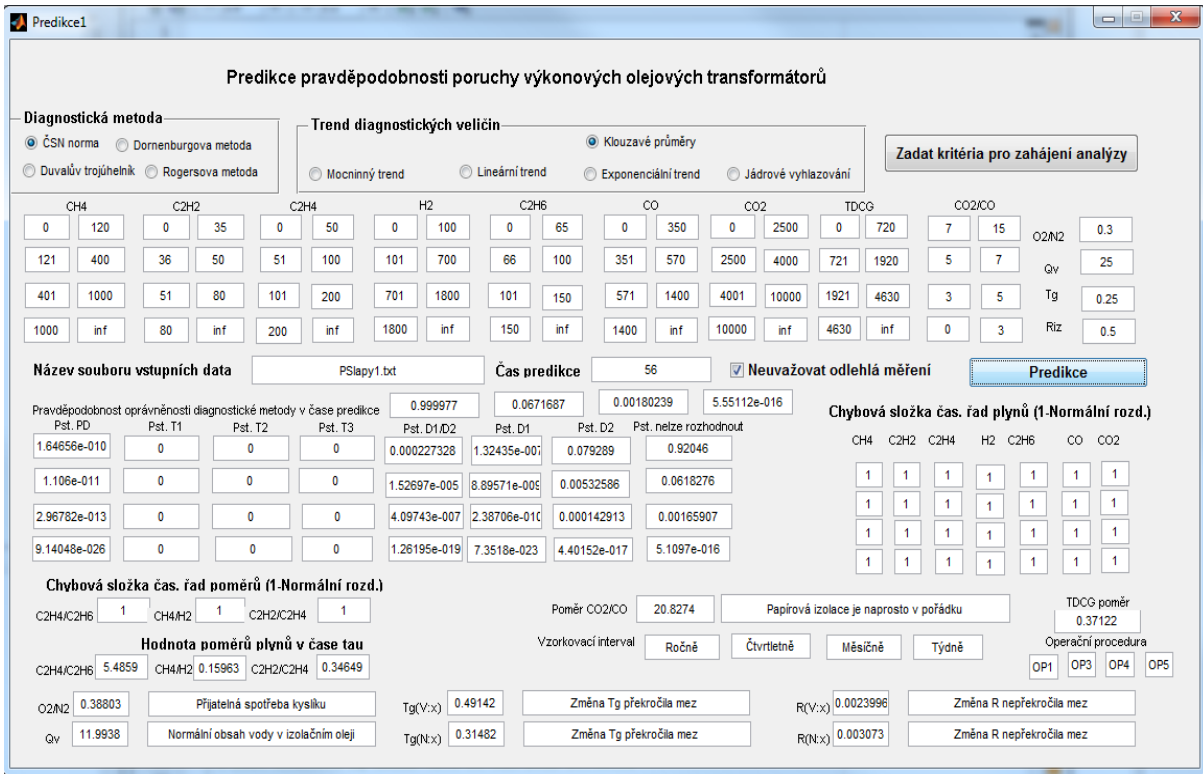 Predikce1
Predikce pravděpodobnosti poruchy výkonových olejových transformátorů
Diagnostická metoda
ČSN norma Dornenburgova metoda
Duvalův trojúhelník Rogersova metoda
Trend diagnostických veličin
Klouzavé průměry
Mocninný trend Lineární trend Exponenciální trend Jádrové vyhlazování
Zadat kritéria pro zahájení analýzy
CH4 C2H2 C2H4 H2 C2H6 CO CO2 TDCG CO2/CO
0 120 0 35 0 50 0 100 0 65 0 350 0 2500 0 720 7 15 O2/N2 0.3
121 400 36 50 51 100 101 700 66 100 351 570 2500 4000 721 1920 5 7 Qv 25
401 1000 51 80 101 200 701 1800 101 150 571 1400 4001 10000 1921 4630 3 5 Tg 0.25
1000 inf 80 inf 200 inf 1800 inf 150 inf 1400 inf 10000 inf 4630 inf 0 3 Riz 0.5
Název souboru vstupních data PSlapy1.txt Čas predikce 56 Neuvažovat odlehlá měření Predikce
Pravděpodobnost oprávněnosti diagnostické metody v čase predikce 0.999977 0.0671687 0.00180239 5.55112e-016
Pst. PD Pst. T1 Pst. T2 Pst. T3 Pst. D1/D2 Pst. D1 Pst. D2 Pst. nelze rozhodnout
1.64656e-010 0 0 0 0.000227328 1.32435e-007 0.079289 0.92046
1.106e-011 0 0 0 1.52697e-005 8.89571e-009 0.00532586 0.0618276
2.96782e-013 0 0 0 4.09743e-007 2.38706e-010 0.000142913 0.00165907
9.14048e-026 0 0 0 1.26195e-019 7.3518e-023 4.40152e-017 5.1097e-016
Chybová složka čas. řad plynů (1-Normální rozd.)
CH4 C2H2 C2H4 H2 C2H6 CO CO2
1 1 1 1 1 1 1
1 1 1 1 1 1 1
1 1 1 1 1 1 1
1 1 1 1 1 1 1
Chybová složka čas. řad poměrů (1-Normální rozd.)
C2H4/C2H6 1 CH4/H2 1 C2H2/C2H4 1
Hodnota poměrů plynů v čase tau
C2H4/C2H6 5.4859 CH4/H2 0.15963 C2H2/C2H4 0.34649
Poměr CO2/CO 20.8274 Papírová izolace je naprosto v pořádku
Vzorkovací interval Ročně Čtvrtletně Měsíčně Týdně
TDCG poměr
0.37122
Operační procedura
OP1 OP3 OP4 OP5
O2/N2 0.38803 Přijatelná spotřeba kyslíku Tg(V:x) 0.49142 Změna Tg překročila mez R(V:x) 0.0023996 Změna R nepřekročila mez
Qv 11.9938 Normální obsah vody v izolačním oleji Tg(N:x) 0.31482 Změna Tg překročila mez R(N:x) 0.003073 Změna R nepřekročila mez